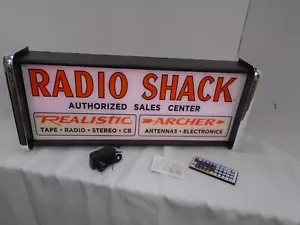 RADIO SHACK
AUTHORIZED SALES CENTER
REALISTIC
TAPE • RADIO • STEREO • CB
ARCHER
ANTENNAS • ELECTRONICS